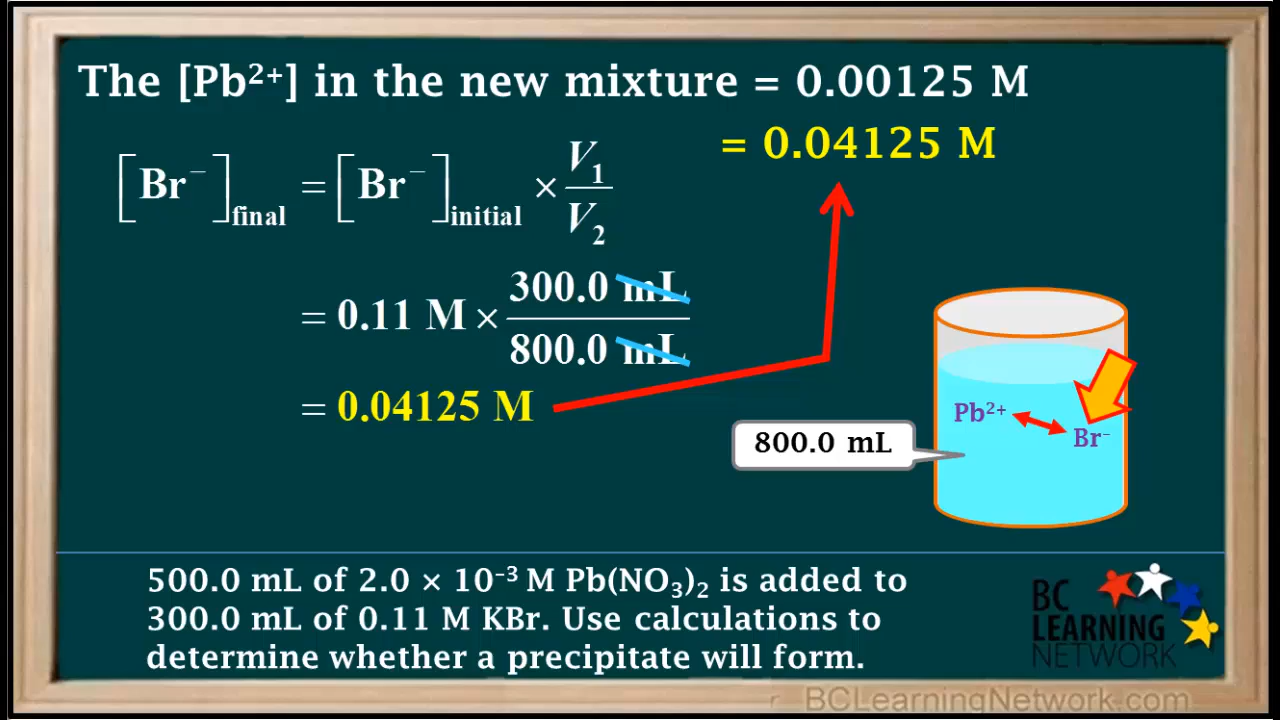 The [Pb²⁺] in the new mixture = 0.00125 M
= 0.04125 M
[Br⁻]final = [Br⁻]initial × V₁/V₂
= 0.11 M × 300.0 mL/800.0 mL
= 0.04125 M
Pb²⁺
Br⁻
800.0 mL
500.0 mL of 2.0 × 10⁻³ M Pb(NO₃)₂ is added to
300.0 mL of 0.11 M KBr. Use calculations to
determine whether a precipitate will form.
BC
LEARNING
NETWORK
BCLearningNetwork.com